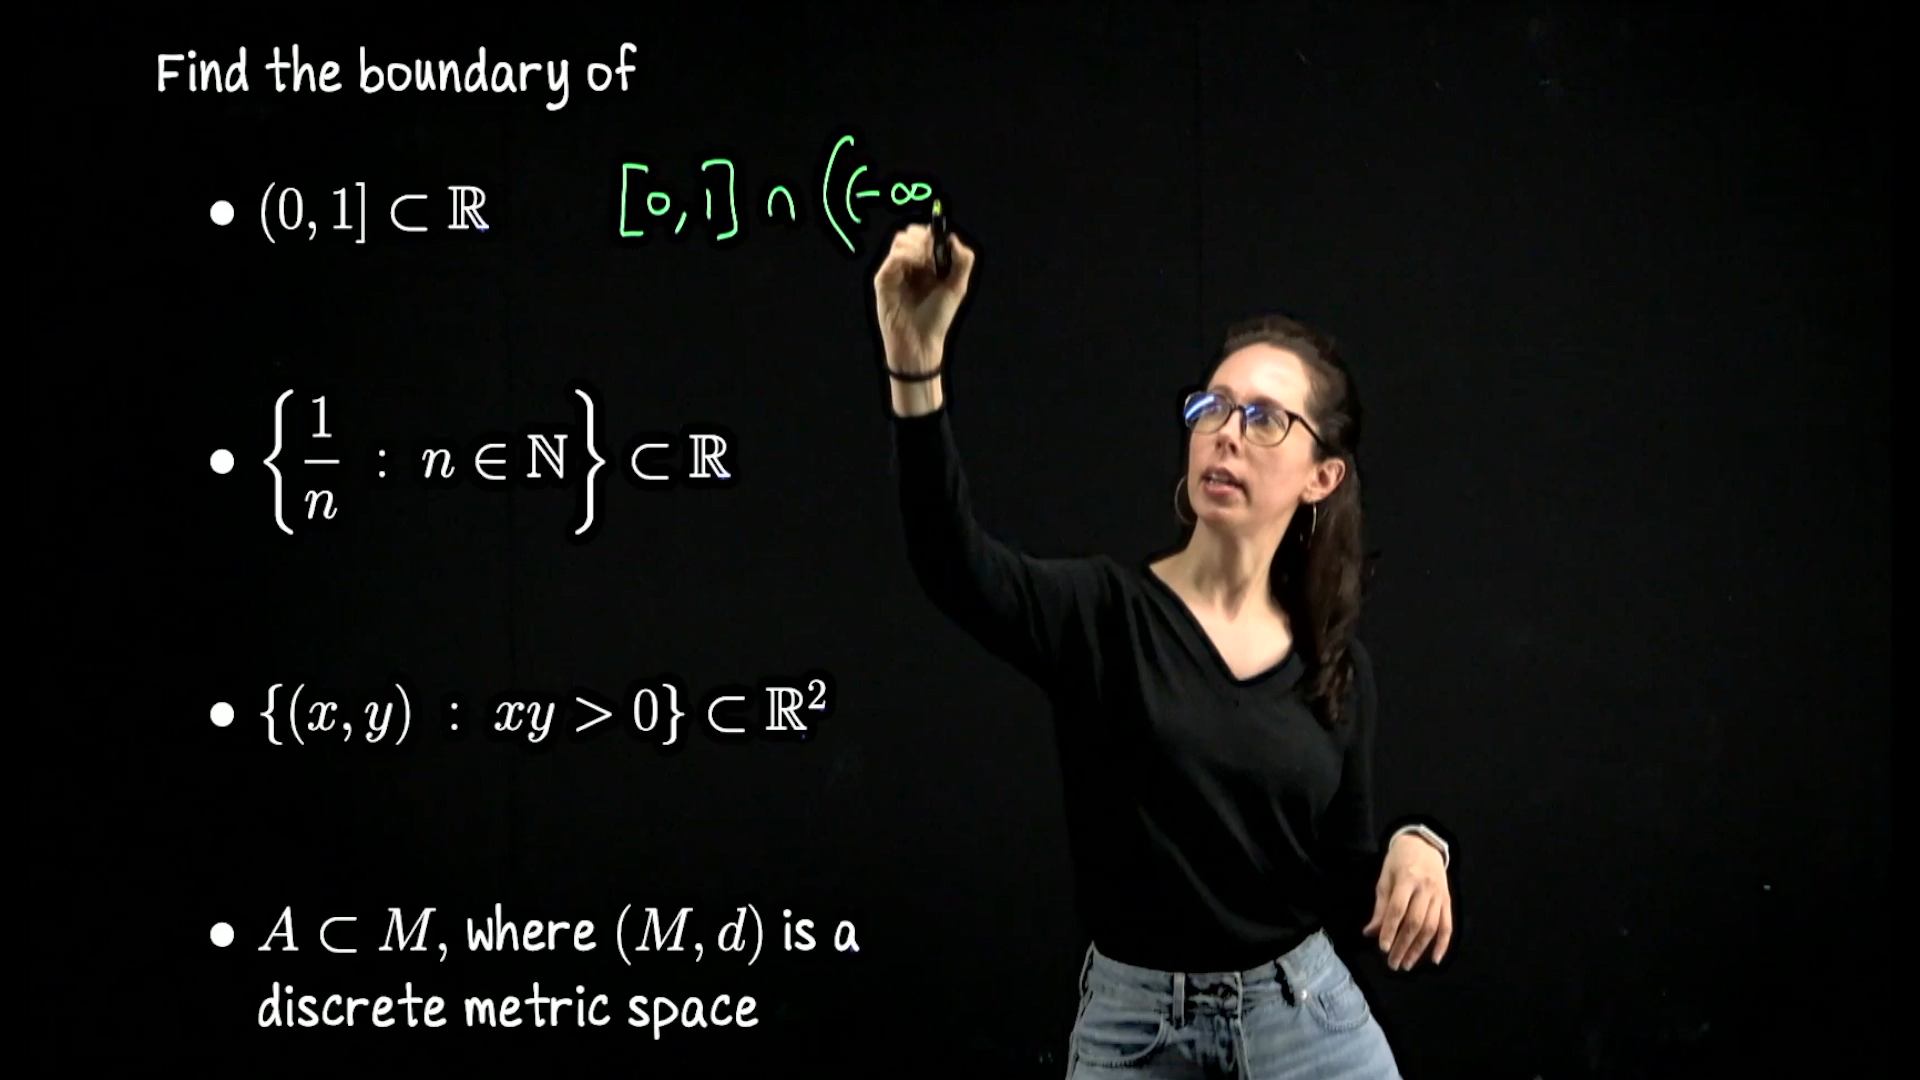 Find the boundary of
• (0, 1] ⊂ ℝ [0, 1] ∩ ((-∞,
• {1/n : n ∈ ℕ} ⊂ ℝ
• {(x, y) : xy > 0} ⊂ ℝ²
• A ⊂ M, where (M, d) is a
discrete metric space